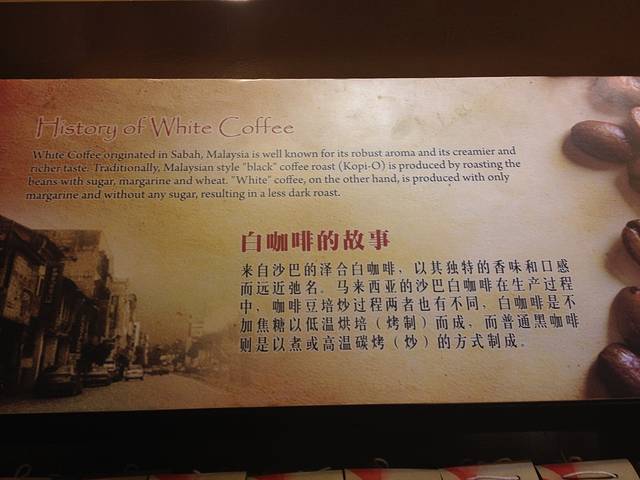 History of White Coffee
White Coffee originated in Sabah, Malaysia is well known for its robust aroma and its creamier and
richer taste. Traditionally, Malaysian style "black" coffee roast (Kopi-O) is produced by roasting the
beans with sugar, margarine and wheat. "White" coffee, on the other hand, is produced with only
margarine and without any sugar, resulting in a less dark roast.
白咖啡的故事
来自沙巴的泽合白咖啡，以其独特的香味和口感
而远近弛名。马来西亚的沙巴白咖啡在生产过程
中，咖啡豆培炒过程两者也有不同，白咖啡是不
加焦糖以低温烘培（烤制）而成，而普通黑咖啡
则是以煮或高温碳烤（炒）的方式制成。